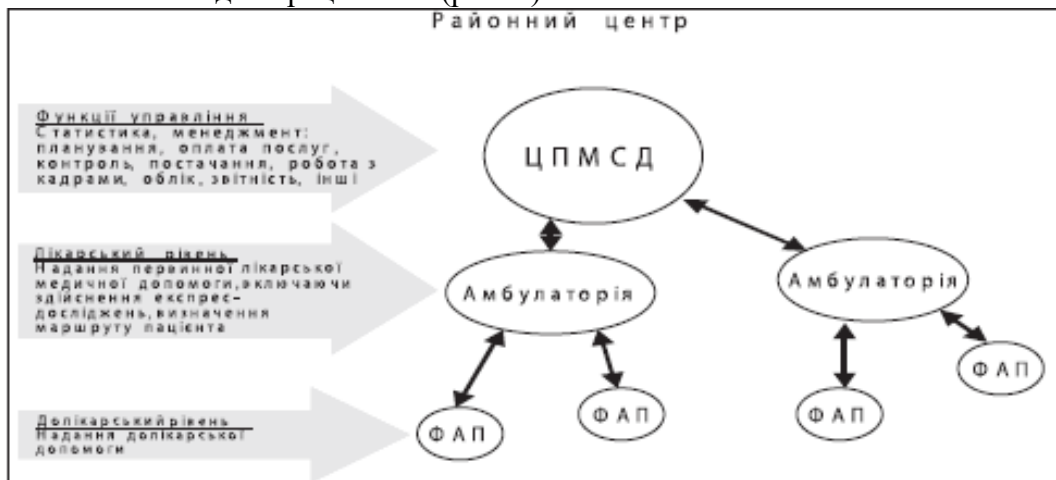 Районний центр
Функції управління
Статистика, менеджмент:
планування, оплата послуг,
контроль, постачання, робота з
кадрами, облік, звітність, інші
ЦПМСД
Лікарський рівень
Надання первинної лікарської
медичної допомоги, включаючи
здійснення експрес-
досліджень, визначення
маршруту пацієнта
Амбулаторія
Амбулаторія
Долікарський рівень
Надання долікарської
допомоги
ФАП
ФАП
ФАП
ФАП